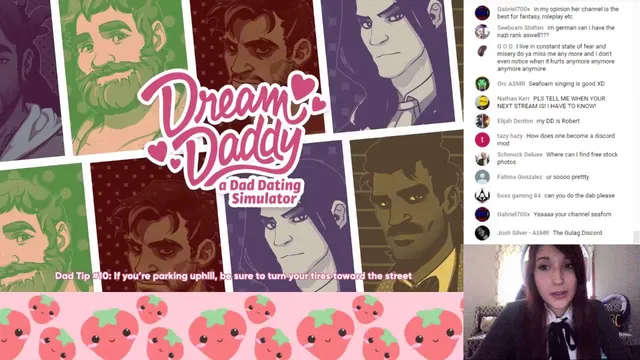 Dream
Daddy
a Dad Dating
Simulator
Dad Tip #10: If you're parking uphill, be sure to turn your tires toward the street
Gabriel700x in my opinion her channel is the
best for fantasy, roleplay etc
im german van i have the
nazi rank aswell???
G O D I live in constant state of fear and
misery do ya miss me any more and I don't
even notice when it hurts anymore anymore
anymore anymore
Orc ASMR Seafoam singing is good XD
Nathan Kerr PLS TELL ME WHEN YOUR
NEXT STREAM IS! I HAVE TO KNOW!
Elijah Denton my DD is Robert
tazy hazy How does one become a discord
mod
Schmuck Deluxe Where can I find free stock
photos
Fatima Gonzalez ur soooo prettty
boss gaming 84 can you do the dab please
Gabriel700x Yeaaaa your channel seafom
Josh Silver - ASMR The Gulag Discord